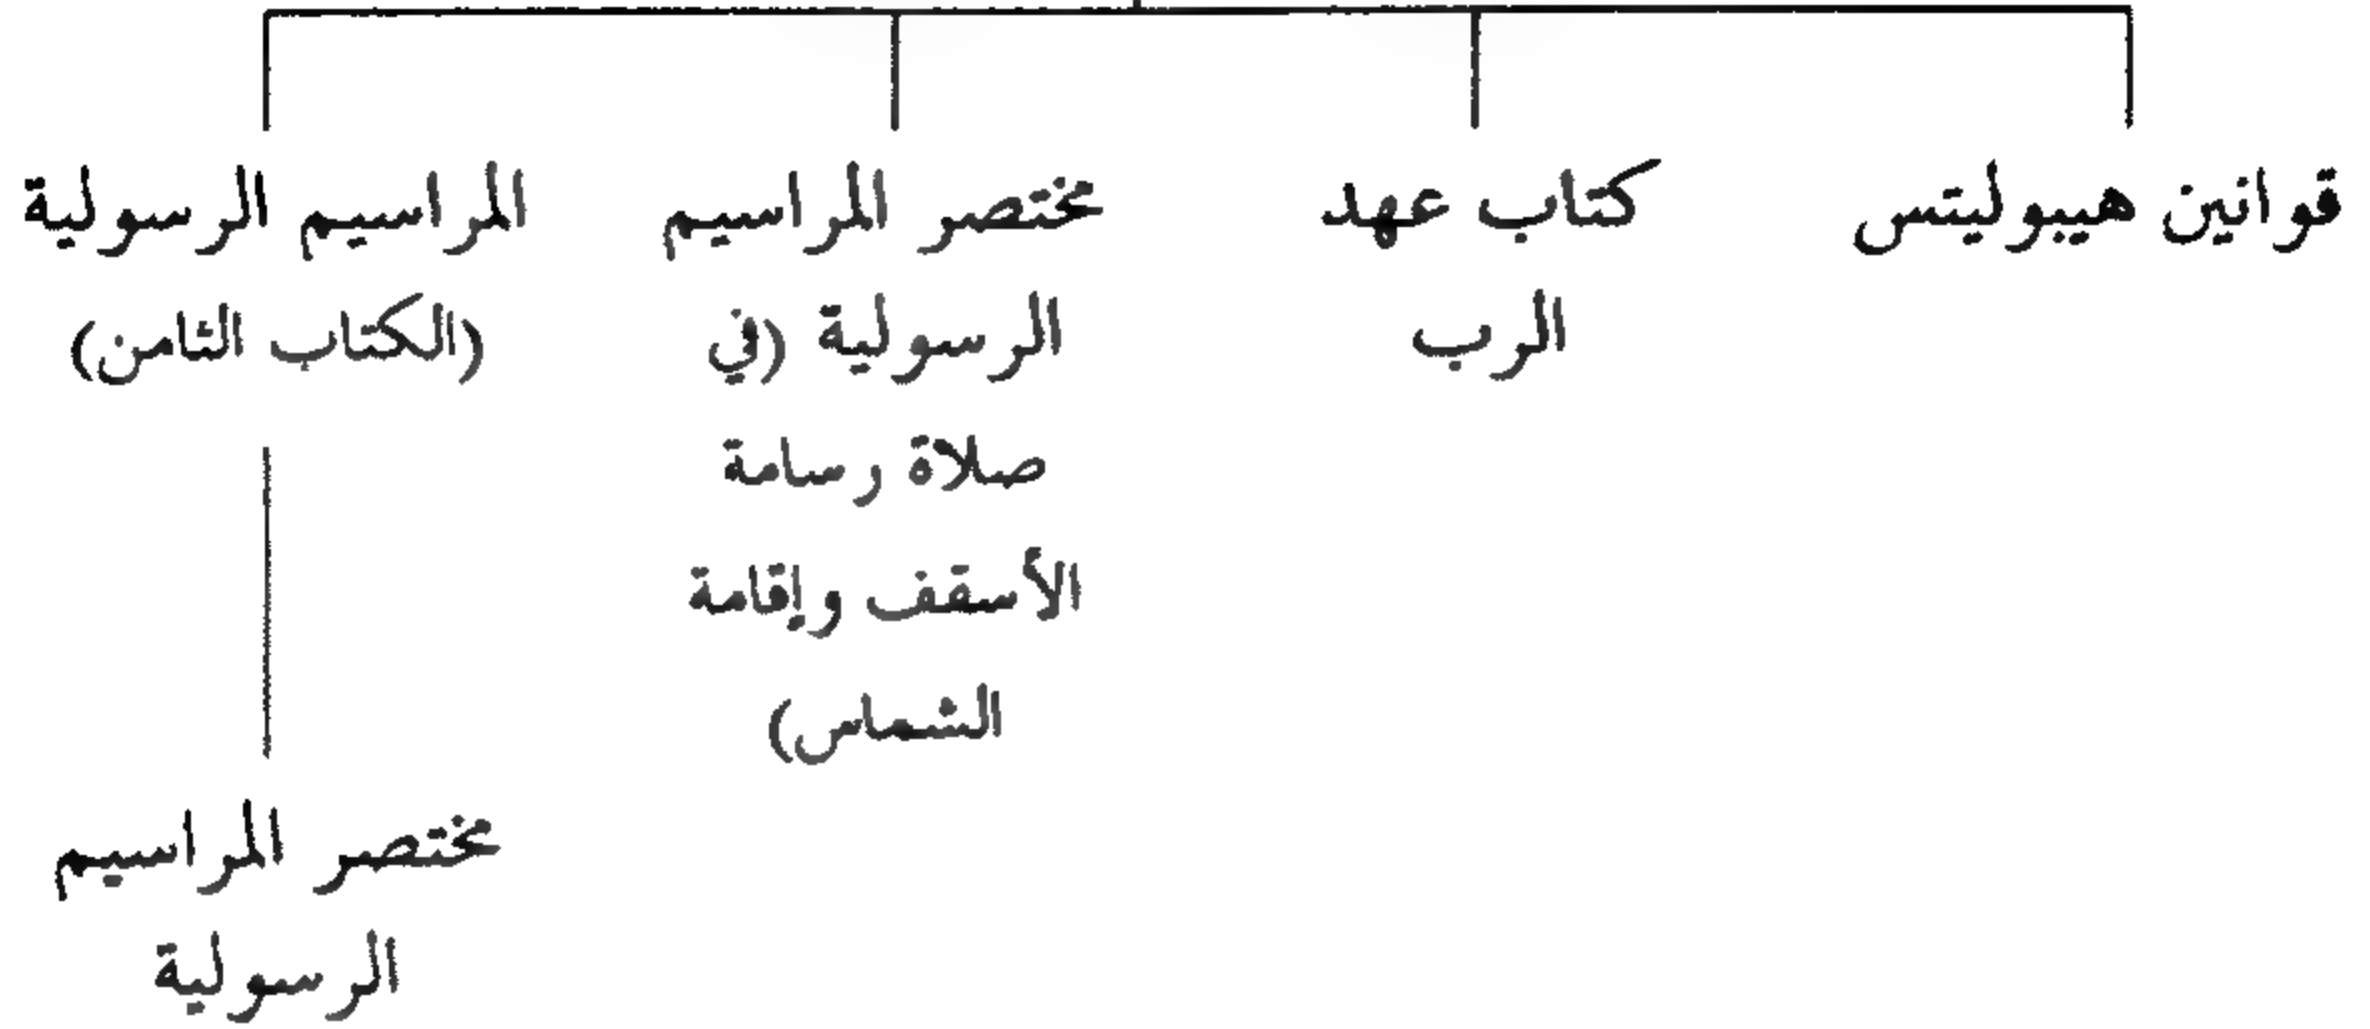 قوانين هيبوليتس
كتاب عهد
الرب
مختصر المراسيم
الرسولية (في
صلاة رسامة
الأسقف وإقامة
الشماس)
المراسيم الرسولية
(الكتاب الثامن)
مختصر المراسيم
الرسولية